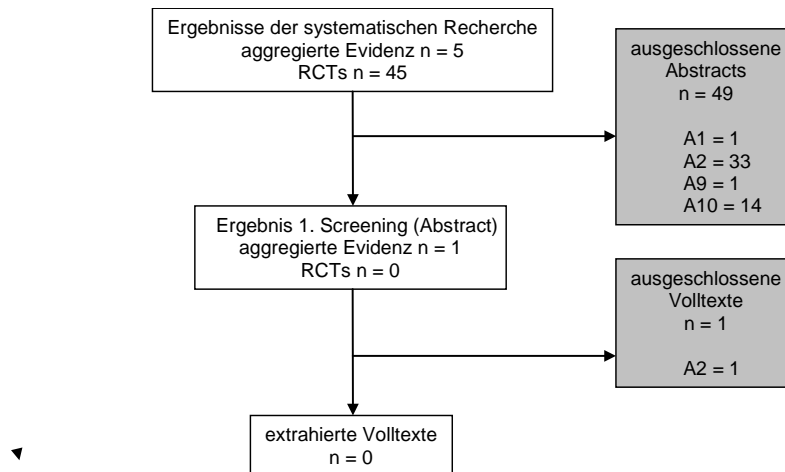 Ergebnisse der systematischen Recherche
aggregierte Evidenz n = 5
RCTs n = 45
ausgeschlossene
Abstracts
n = 49
A1 = 1
A2 = 33
A9 = 1
A10 = 14
Ergebnis 1. Screening (Abstract)
aggregierte Evidenz n = 1
RCTs n = 0
ausgeschlossene
Volltexte
n = 1
A2 = 1
extrahierte Volltexte
n = 0